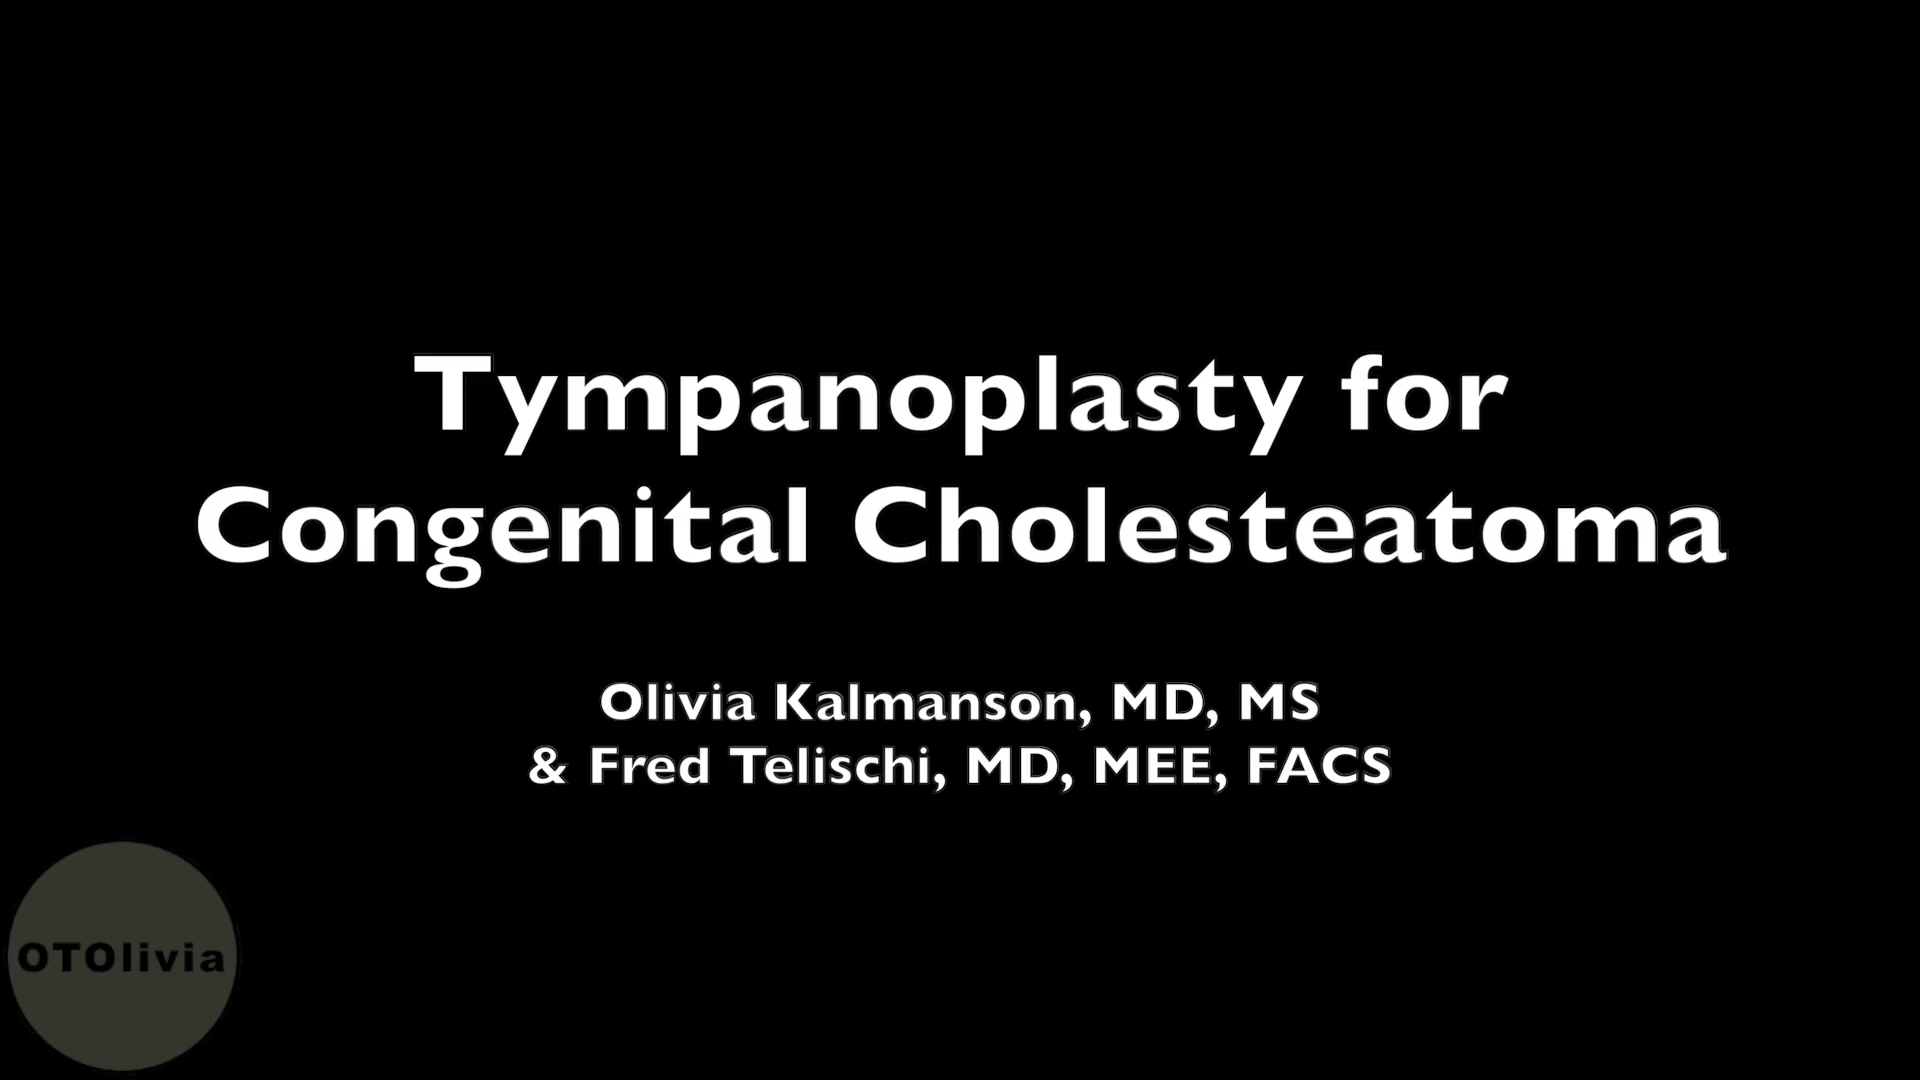 Tympanoplasty for
Congenital Cholesteatoma
Olivia Kalmanson, MD, MS
& Fred Telischi, MD, MEE, FACS
OTOlivia